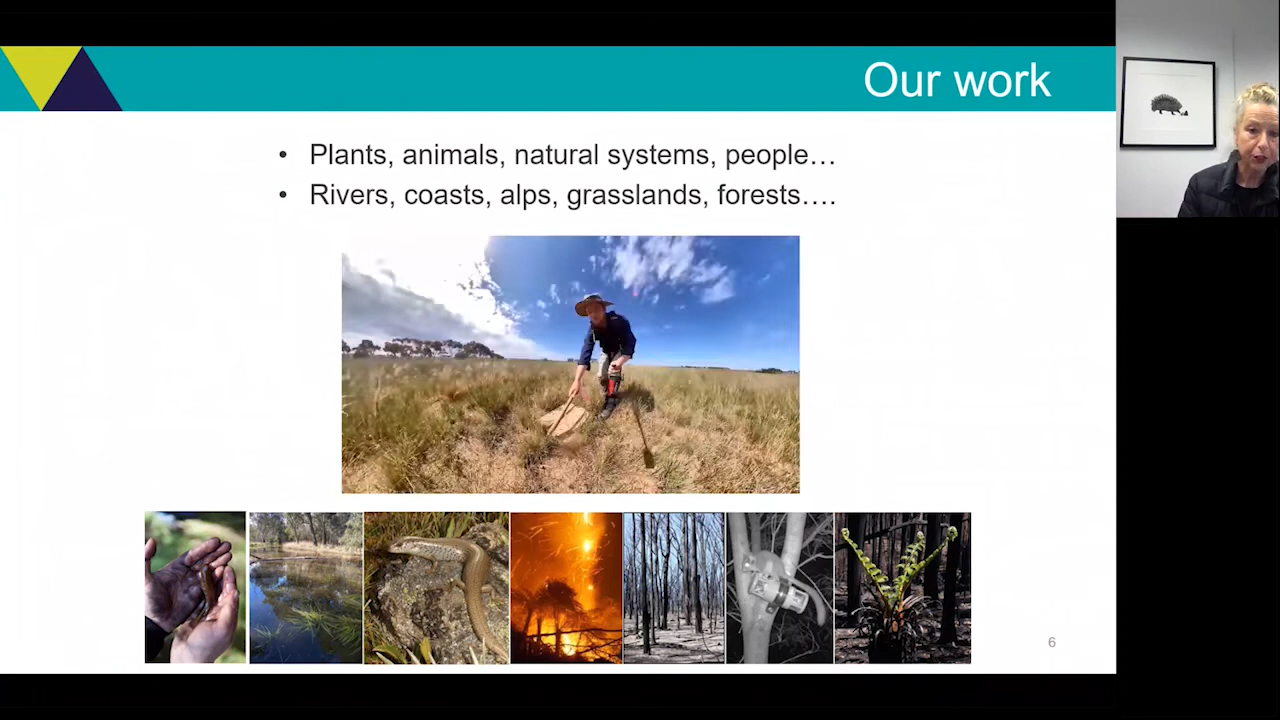 Our work
• Plants, animals, natural systems, people…
• Rivers, coasts, alps, grasslands, forests….
6